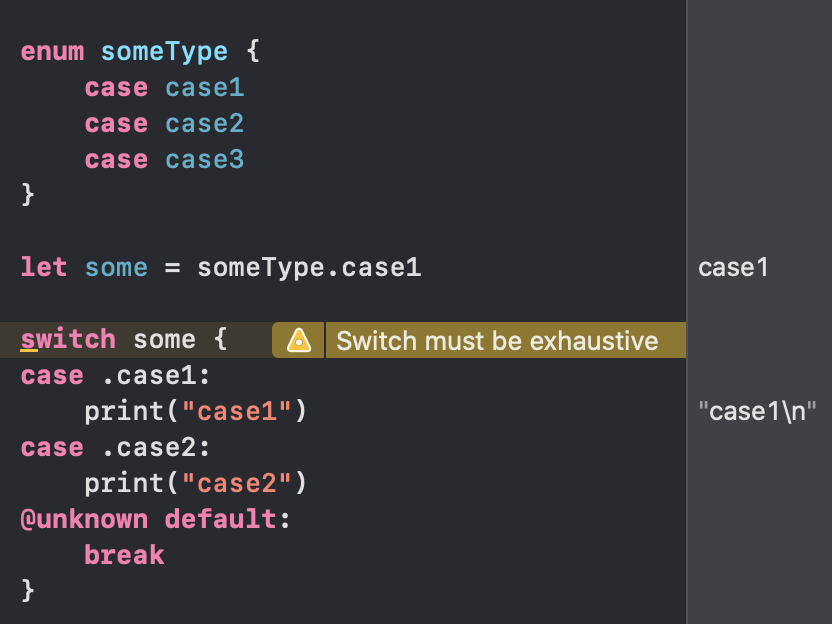 enum someType {
    case case1
    case case2
    case case3
}
let some = someType.case1
case1
switch some {
Switch must be exhaustive
case .case1:
    print("case1")
"case1\n"
case .case2:
    print("case2")
@unknown default:
    break
}